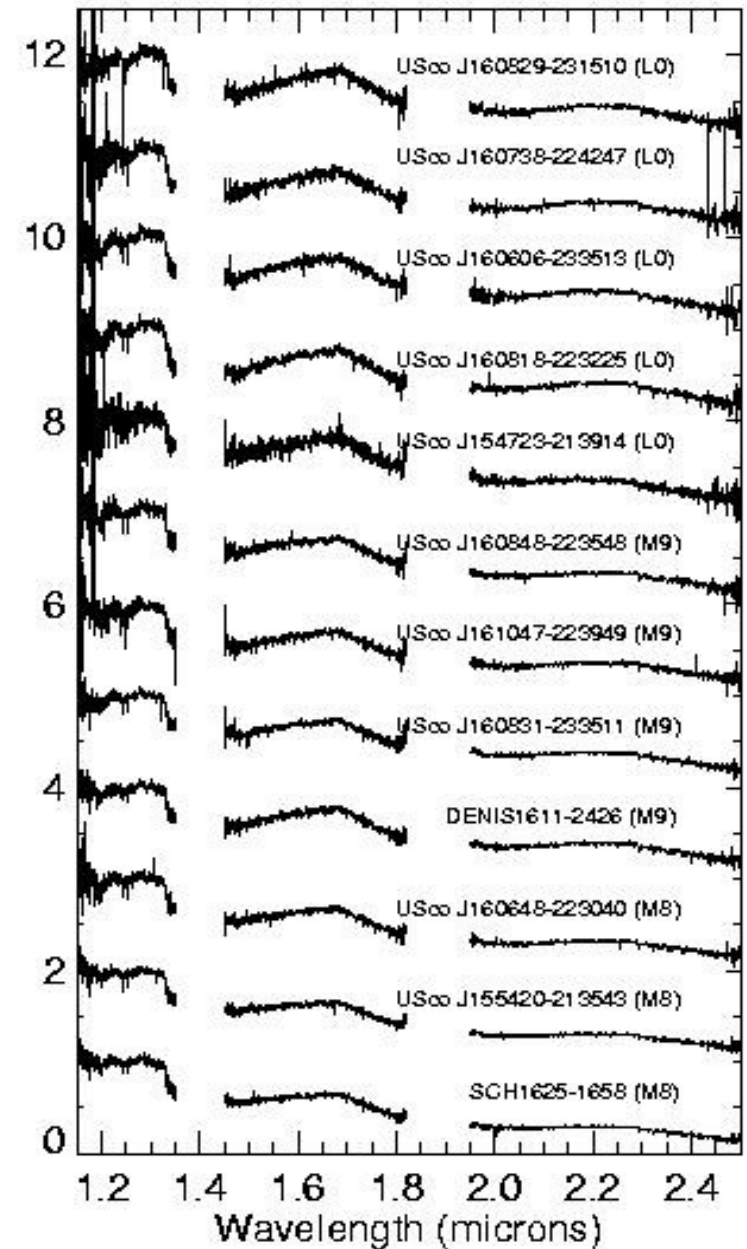 12
USco J160829-231510 (L0)
USco J160738-224247 (L0)
10
USco J160606-233513 (L0)
USco J160818-223225 (L0)
8
USco J154723-213914 (L0)
USco J160848-223548 (M9)
6
USco J161047-223949 (M9)
USco J160831-233511 (M9)
4
DENIS1611-2426 (M9)
USco J160648-223040 (M8)
2
USco J155420-213543 (M8)
SCH1625-1658 (M8)
0
1.2 1.4 1.6 1.8 2.0 2.2 2.4
Wavelength (microns)